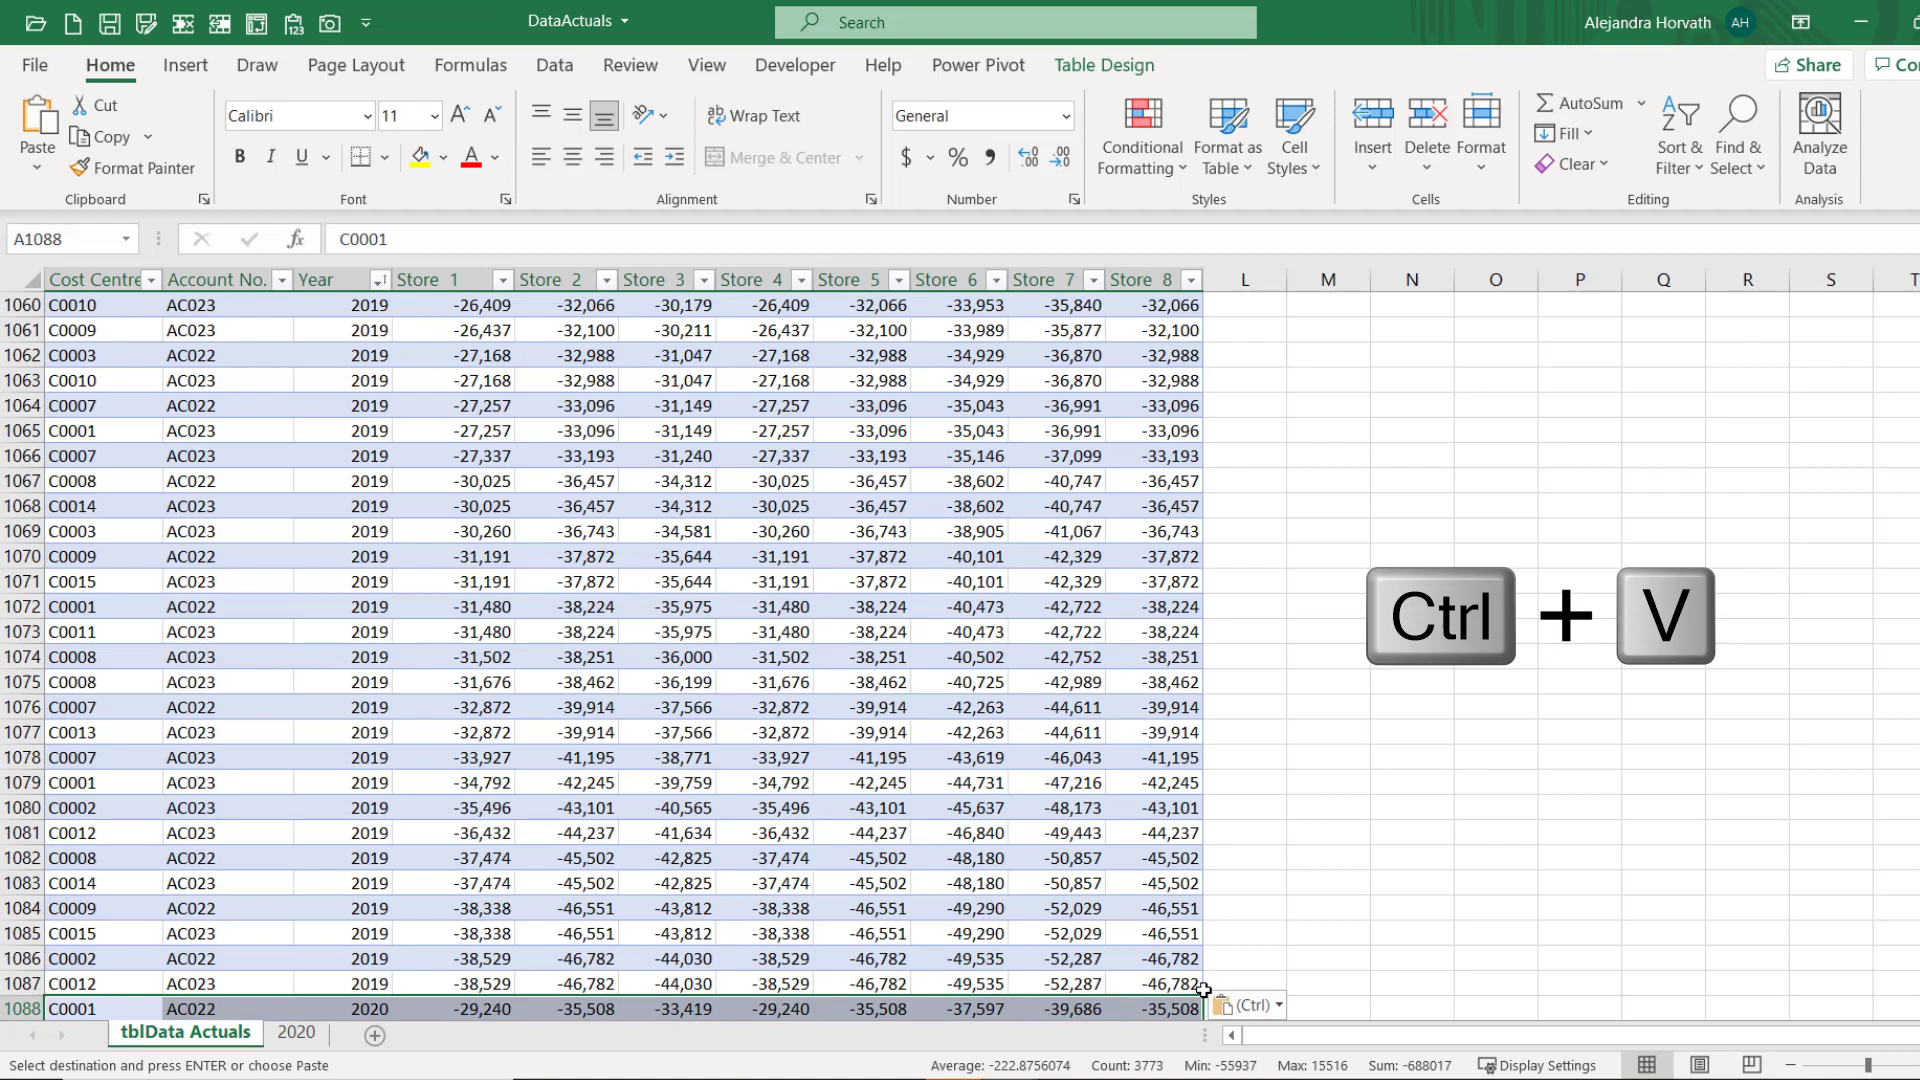 DataActuals
Search
Alejandra Horvath AH
File Home Insert Draw Page Layout Formulas Data Review View Developer Help Power Pivot Table Design Share Co
Paste Cut Copy Format Painter Clipboard
Calibri 11 A A B I U A Font
ab Wrap Text Merge & Center Alignment
General $ % Number
Conditional Formatting Format as Table Cell Styles Styles
Insert Delete Format Cells
AutoSum Fill Clear Sort & Filter Find & Select Editing
Analyze Data Analysis
A1088 fx C0001
Cost Centre Account No. Year Store 1 Store 2 Store 3 Store 4 Store 5 Store 6 Store 7 Store 8 L M N O P Q R S T
1060 C0010 AC023 2019 -26,409 -32,066 -30,179 -26,409 -32,066 -33,953 -35,840 -32,066
1061 C0009 AC023 2019 -26,437 -32,100 -30,211 -26,437 -32,100 -33,989 -35,877 -32,100
1062 C0003 AC022 2019 -27,168 -32,988 -31,047 -27,168 -32,988 -34,929 -36,870 -32,988
1063 C0010 AC023 2019 -27,168 -32,988 -31,047 -27,168 -32,988 -34,929 -36,870 -32,988
1064 C0007 AC022 2019 -27,257 -33,096 -31,149 -27,257 -33,096 -35,043 -36,991 -33,096
1065 C0001 AC023 2019 -27,257 -33,096 -31,149 -27,257 -33,096 -35,043 -36,991 -33,096
1066 C0007 AC023 2019 -27,337 -33,193 -31,240 -27,337 -33,193 -35,146 -37,099 -33,193
1067 C0008 AC022 2019 -30,025 -36,457 -34,312 -30,025 -36,457 -38,602 -40,747 -36,457
1068 C0014 AC023 2019 -30,025 -36,457 -34,312 -30,025 -36,457 -38,602 -40,747 -36,457
1069 C0003 AC023 2019 -30,260 -36,743 -34,581 -30,260 -36,743 -38,905 -41,067 -36,743
1070 C0009 AC022 2019 -31,191 -37,872 -35,644 -31,191 -37,872 -40,101 -42,329 -37,872
1071 C0015 AC023 2019 -31,191 -37,872 -35,644 -31,191 -37,872 -40,101 -42,329 -37,872
1072 C0001 AC022 2019 -31,480 -38,224 -35,975 -31,480 -38,224 -40,473 -42,722 -38,224
1073 C0011 AC023 2019 -31,480 -38,224 -35,975 -31,480 -38,224 -40,473 -42,722 -38,224
1074 C0008 AC023 2019 -31,502 -38,251 -36,000 -31,502 -38,251 -40,502 -42,752 -38,251
1075 C0008 AC023 2019 -31,676 -38,462 -36,199 -31,676 -38,462 -40,725 -42,989 -38,462
1076 C0007 AC022 2019 -32,872 -39,914 -37,566 -32,872 -39,914 -42,263 -44,611 -39,914
1077 C0013 AC023 2019 -32,872 -39,914 -37,566 -32,872 -39,914 -42,263 -44,611 -39,914
1078 C0007 AC023 2019 -33,927 -41,195 -38,771 -33,927 -41,195 -43,619 -46,043 -41,195
1079 C0001 AC023 2019 -34,792 -42,245 -39,759 -34,792 -42,245 -44,731 -47,216 -42,245
1080 C0002 AC023 2019 -35,496 -43,101 -40,565 -35,496 -43,101 -45,637 -48,173 -43,101
1081 C0012 AC023 2019 -36,432 -44,237 -41,634 -36,432 -44,237 -46,840 -49,443 -44,237
1082 C0008 AC022 2019 -37,474 -45,502 -42,825 -37,474 -45,502 -48,180 -50,857 -45,502
1083 C0014 AC023 2019 -37,474 -45,502 -42,825 -37,474 -45,502 -48,180 -50,857 -45,502
1084 C0009 AC022 2019 -38,338 -46,551 -43,812 -38,338 -46,551 -49,290 -52,029 -46,551
1085 C0015 AC023 2019 -38,338 -46,551 -43,812 -38,338 -46,551 -49,290 -52,029 -46,551
1086 C0002 AC022 2019 -38,529 -46,782 -44,030 -38,529 -46,782 -49,535 -52,287 -46,782
1087 C0012 AC023 2019 -38,529 -46,782 -44,030 -38,529 -46,782 -49,535 -52,287 -46,782
1088 C0001 AC022 2020 -29,240 -35,508 -33,419 -29,240 -35,508 -37,597 -39,686 -35,508 (Ctrl)
Ctrl + V
tblData Actuals 2020
Select destination and press ENTER or choose Paste Average: -222.8756074 Count: 3773 Min: -55937 Max: 15516 Sum: -688017 Display Settings